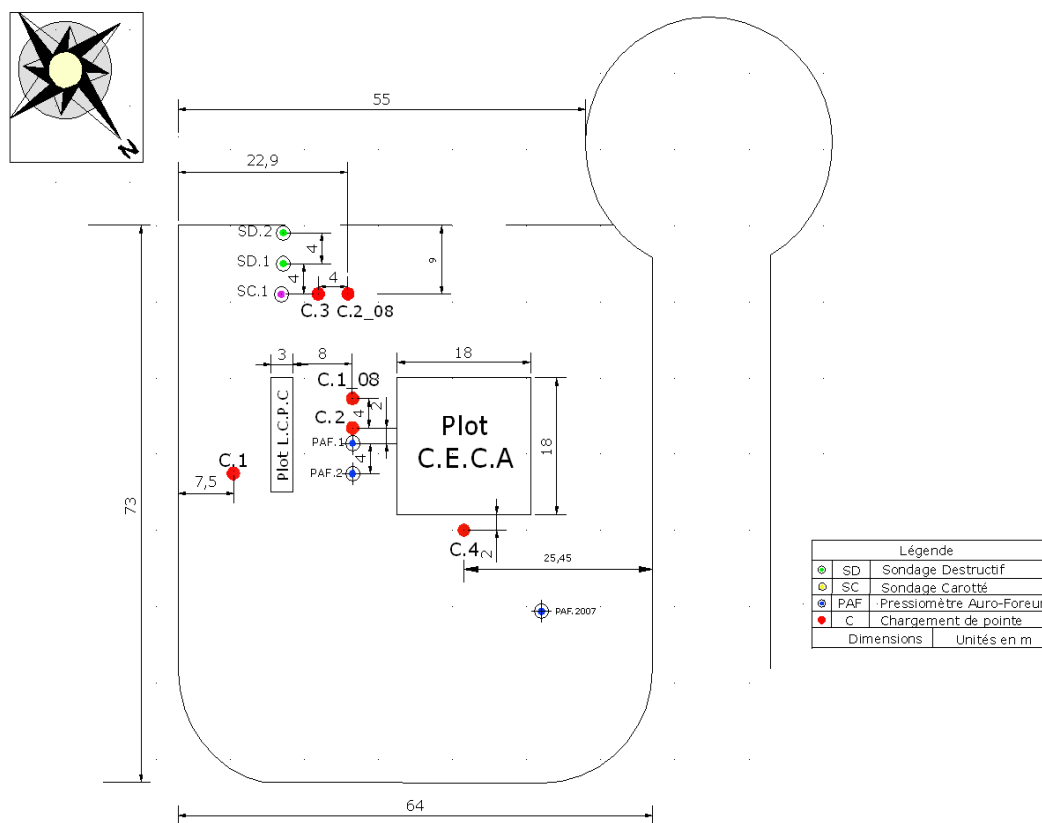 N
55
22,9
SD.2
SD.1
SC.1
4
4
4
9
C.3
C.2_08
3
8
18
C.1_08
C.2
2
4
PAF.1
PAF.2
4
Plot L.C.P.C
Plot
C.E.C.A
18
C.1
7,5
73
C.4
2
25,45
PAF.2007
64
Légende
SD Sondage Destructif
SC Sondage Carotté
PAF Pressiomètre Auro-Foreur
C Chargement de pointe
Dimensions Unités en m